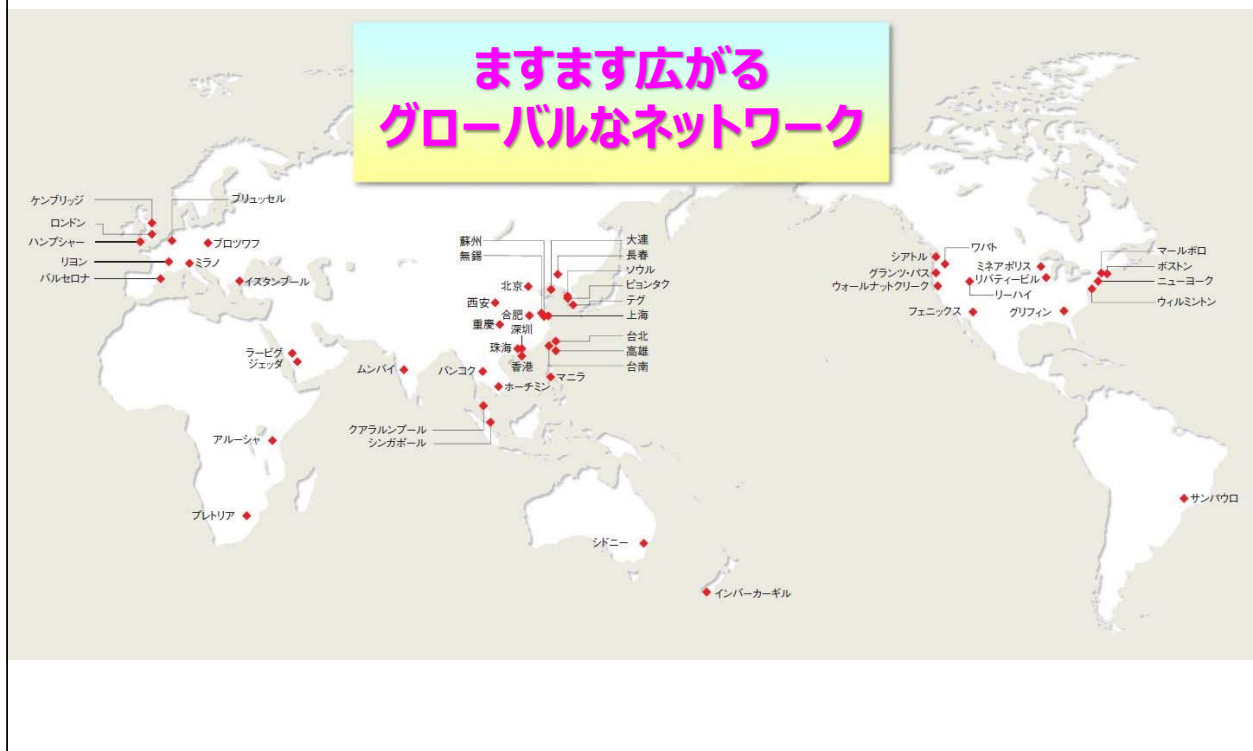 ますます広がる
グローバルなネットワーク
ケンブリッジ
ロンドン
ハンプシャー
リヨン
バルセロナ
ブリュッセル
ブロツワフ
ミラノ
イスタンブール
ラービグ
ジェッダ
アルーシャ
プレトリア
ムンバイ
バンコク
ホーチミン
クアラルンプール
シンガポール
蘇州
無錫
北京
西安
合肥
重慶
深圳
珠海
香港
大連
長春
ソウル
ピョンタク
テグ
上海
台北
高雄
台南
マニラ
シドニー
インバーカーギル
シアトル
グランツ・パス
ウォールナットクリーク
フェニックス
ワパト
ミネアポリス
リバティービル
リーハイ
グリフィン
マールボロ
ボストン
ニューヨーク
ウィルミントン
サンパウロ